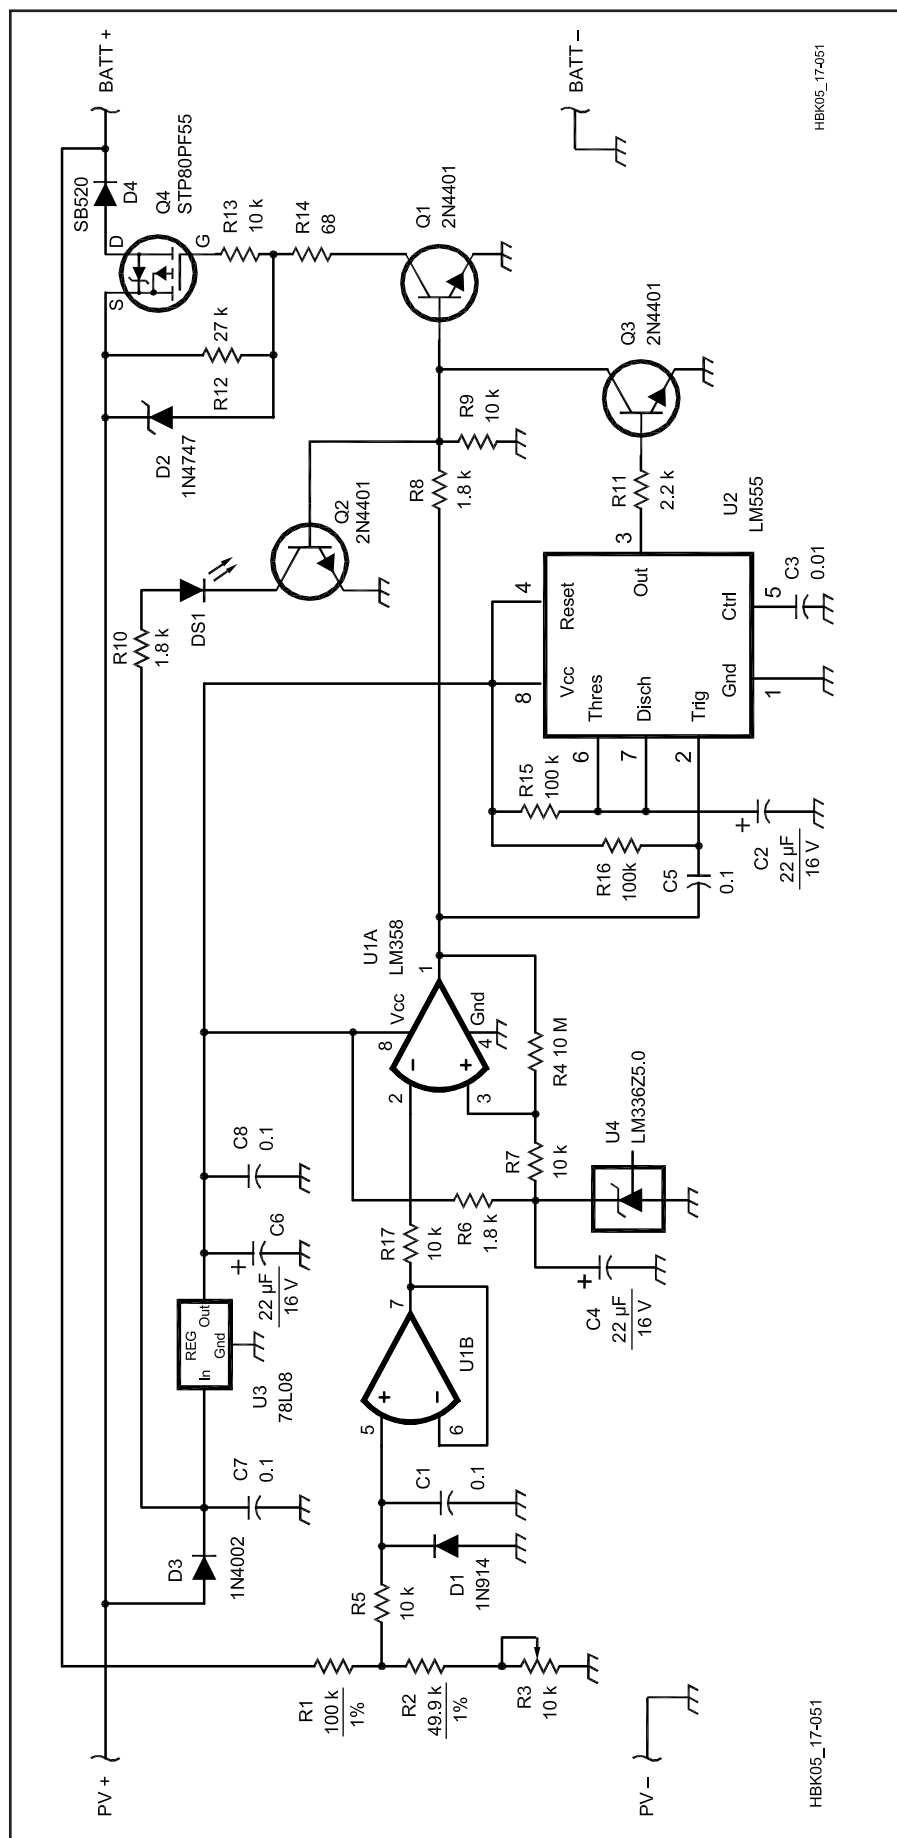 PV +
BATT +
SB520
D4
Q4
STP80PF55
S
D
G
R13
10 k
R14
68
27 k
R12
D2
1N4747
Q1
2N4401
R9
10 k
R8
1.8 k
Q2
2N4401
DS1
R10
1.8 k
Q3
2N4401
R11
2.2 k
U2
LM555
4
Reset
8
Vcc
Thres
6
Disch
7
Trig
2
Out
3
Ctrl
5
Gnd
1
C3
0.01
R15
100 k
R16
100k
C5
0.1
+
C2
22 µF
16 V
U1A
LM358
8
Vcc
1
Gnd
4
2
–
+
3
R4 10 M
R7
10 k
U4
LM336Z5.0
R6
1.8 k
+
C4
22 µF
16 V
R17
10 k
7
U1B
5
+
–
6
C8
0.1
+
C6
22 µF
16 V
REG
In
Out
Gnd
U3
78L08
C7
0.1
D3
1N4002
C1
0.1
D1
1N914
R5
10 k
R1
100 k
1%
R2
49.9 k
1%
R3
10 k
PV –
BATT –
HBK05_17-051
HBK05_17-051